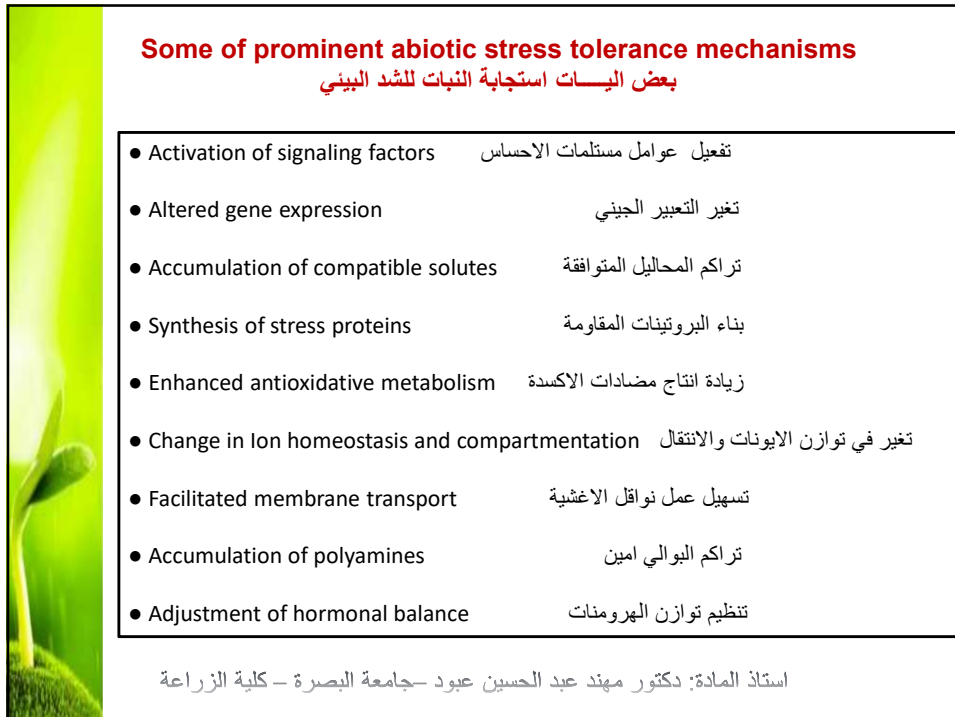 Some of prominent abiotic stress tolerance mechanisms
بعض اليـــــات استجابة النبات للشد البيئي
● Activation of signaling factors تفعيل عوامل مستلمات الاحساس
● Altered gene expression تغير التعبير الجيني
● Accumulation of compatible solutes تراكم المحاليل المتوافقة
● Synthesis of stress proteins بناء البروتينات المقاومة
● Enhanced antioxidative metabolism زيادة انتاج مضادات الاكسدة
● Change in Ion homeostasis and compartmentation تغير في توازن الايونات والانتقال
● Facilitated membrane transport تسهيل عمل نواقل الاغشية
● Accumulation of polyamines تراكم البوالي امين
● Adjustment of hormonal balance تنظيم توازن الهرومنات
استاذ المادة: دكتور مهند عبد الحسين عبود –جامعة البصرة – كلية الزراعة